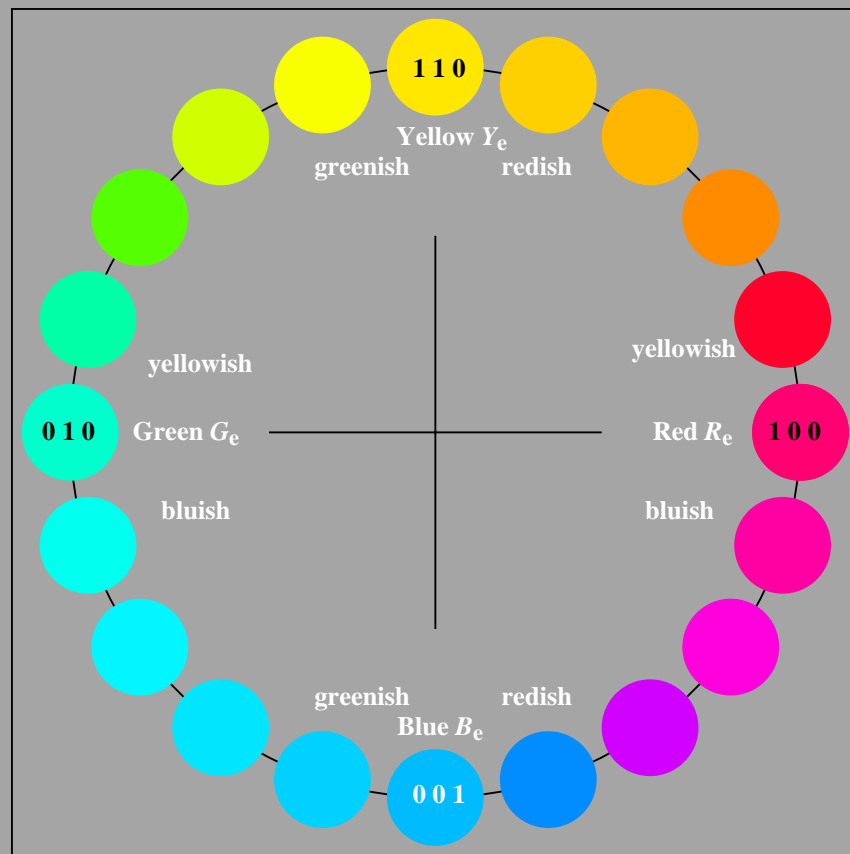 1 1 0
Yellow Yₑ
greenish redish
yellowish yellowish
0 1 0 Green Gₑ Red Rₑ 1 0 0
bluish bluish
greenish redish
Blue Bₑ
0 0 1